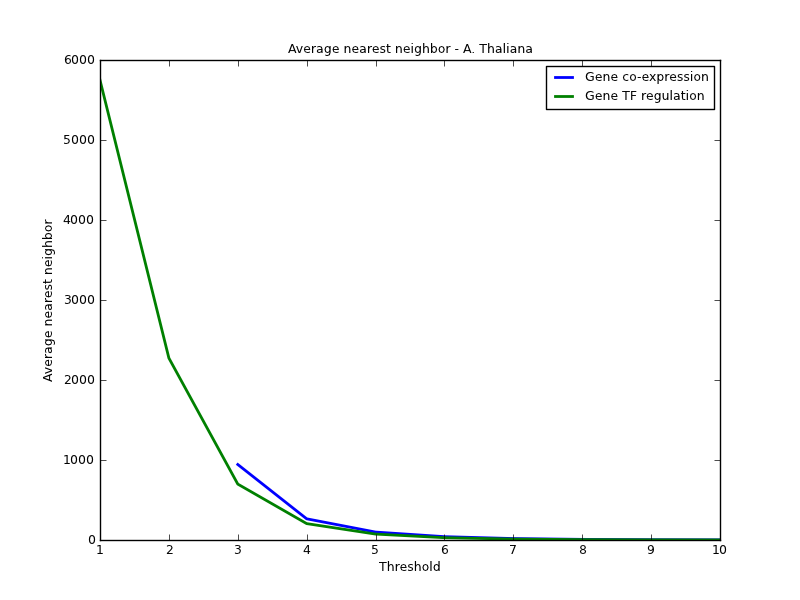 Average nearest neighbor - A. Thaliana
Gene co-expression
Gene TF regulation
Average nearest neighbor
6000
5000
4000
3000
2000
1000
0
1 2 3 4 5 6 7 8 9 10
Threshold